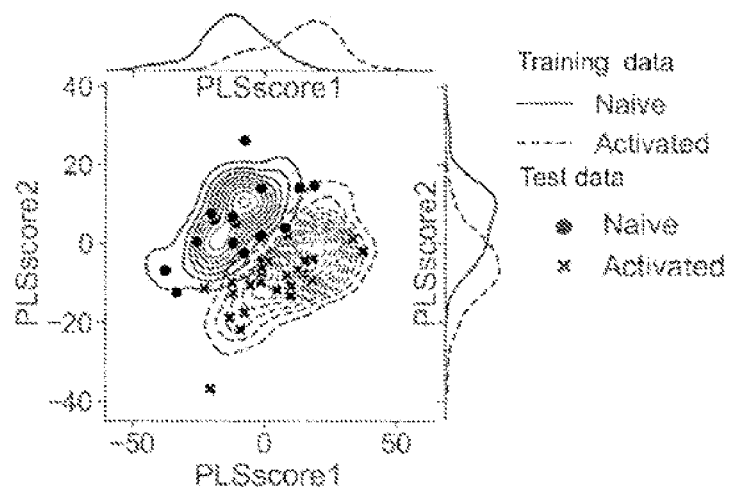 PLSscore1
40
20
0
-20
-40
PLSscore2
PLSscore2
-50
0
50
PLSscore1
Training data
Naive
Activated
Test data
Naive
Activated